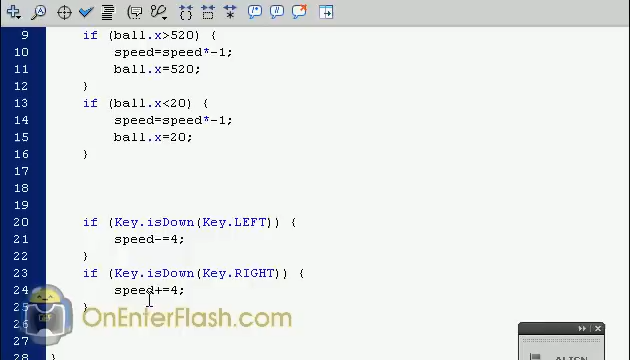 9 if (ball.x>520) {
10 speed=speed*-1;
11 ball.x=520;
12 }
13 if (ball.x<20) {
14 speed=speed*-1;
15 ball.x=20;
16 }
17
18
19
20 if (Key.isDown(Key.LEFT)) {
21 speed-=4;
22 }
23 if (Key.isDown(Key.RIGHT)) {
24 speed+=4;
25 }
26 OnEnterFlash.com
27
28 }
ALIGN